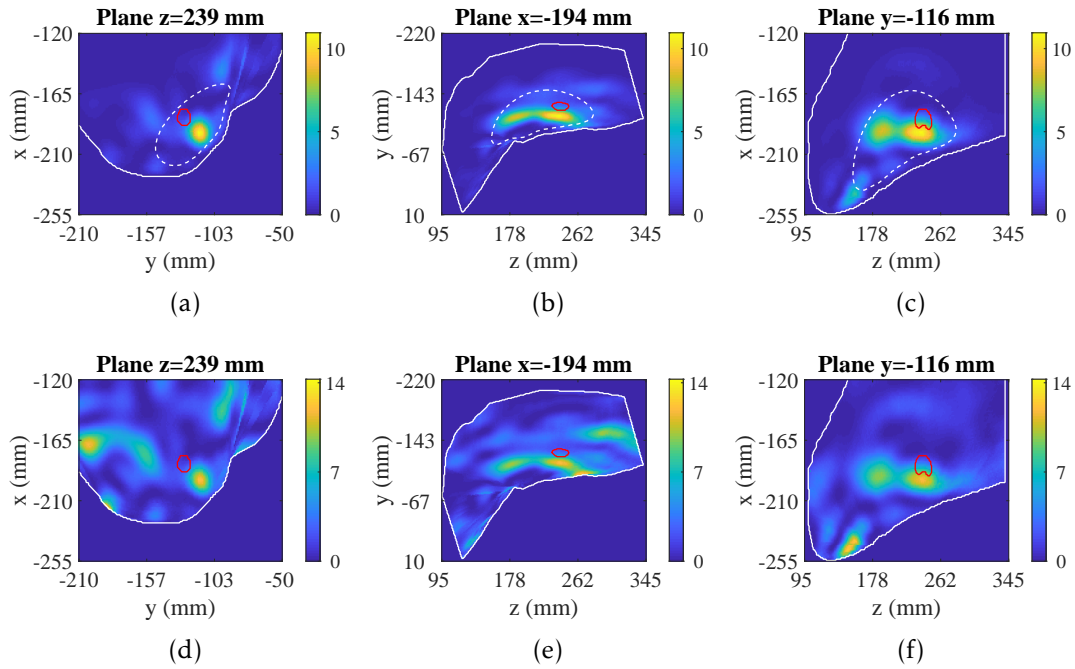 Plane z=239 mm
Plane x=-194 mm
Plane y=-116 mm
-120
-165
-210
-255
x (mm)
-210
-157
-103
-50
y (mm)
10
5
0
-220
-143
-67
10
y (mm)
95
178
262
345
z (mm)
10
5
0
-120
-165
-210
-255
x (mm)
95
178
262
345
z (mm)
10
5
0
(a)
(b)
(c)
Plane z=239 mm
Plane x=-194 mm
Plane y=-116 mm
-120
-165
-210
-255
x (mm)
-210
-157
-103
-50
y (mm)
14
7
0
-220
-143
-67
10
y (mm)
95
178
262
345
z (mm)
14
7
0
-120
-165
-210
-255
x (mm)
95
178
262
345
z (mm)
14
7
0
(d)
(e)
(f)